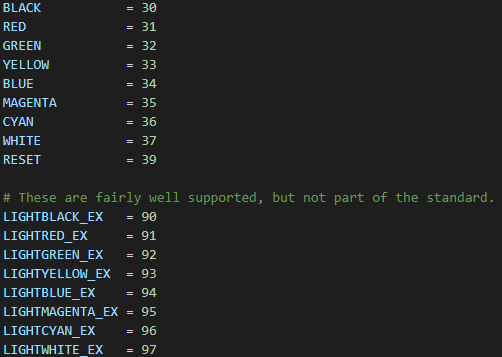 BLACK           = 30
RED             = 31
GREEN           = 32
YELLOW          = 33
BLUE            = 34
MAGENTA         = 35
CYAN            = 36
WHITE           = 37
RESET           = 39

# These are fairly well supported, but not part of the standard.
LIGHTBLACK_EX   = 90
LIGHTRED_EX     = 91
LIGHTGREEN_EX   = 92
LIGHTYELLOW_EX  = 93
LIGHTBLUE_EX    = 94
LIGHTMAGENTA_EX = 95
LIGHTCYAN_EX    = 96
LIGHTWHITE_EX   = 97